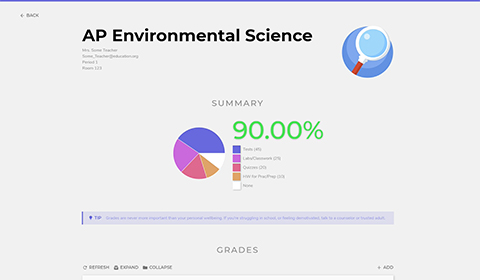 BACK
AP Environmental Science
Mrs. Some Teacher
Some_Teacher@education.org
Period 1
Room 123
SUMMARY
90.00%
Tests (40)
Labs/Classwork (25)
Quizzes (20)
HW for Prac/Prep (10)
None
TIP Grades are never more important than your personal wellbeing. If you're struggling in school, or feeling demotivated, talk to a counselor or trusted adult.
GRADES
REFRESH EXPAND COLLAPSE + ADD